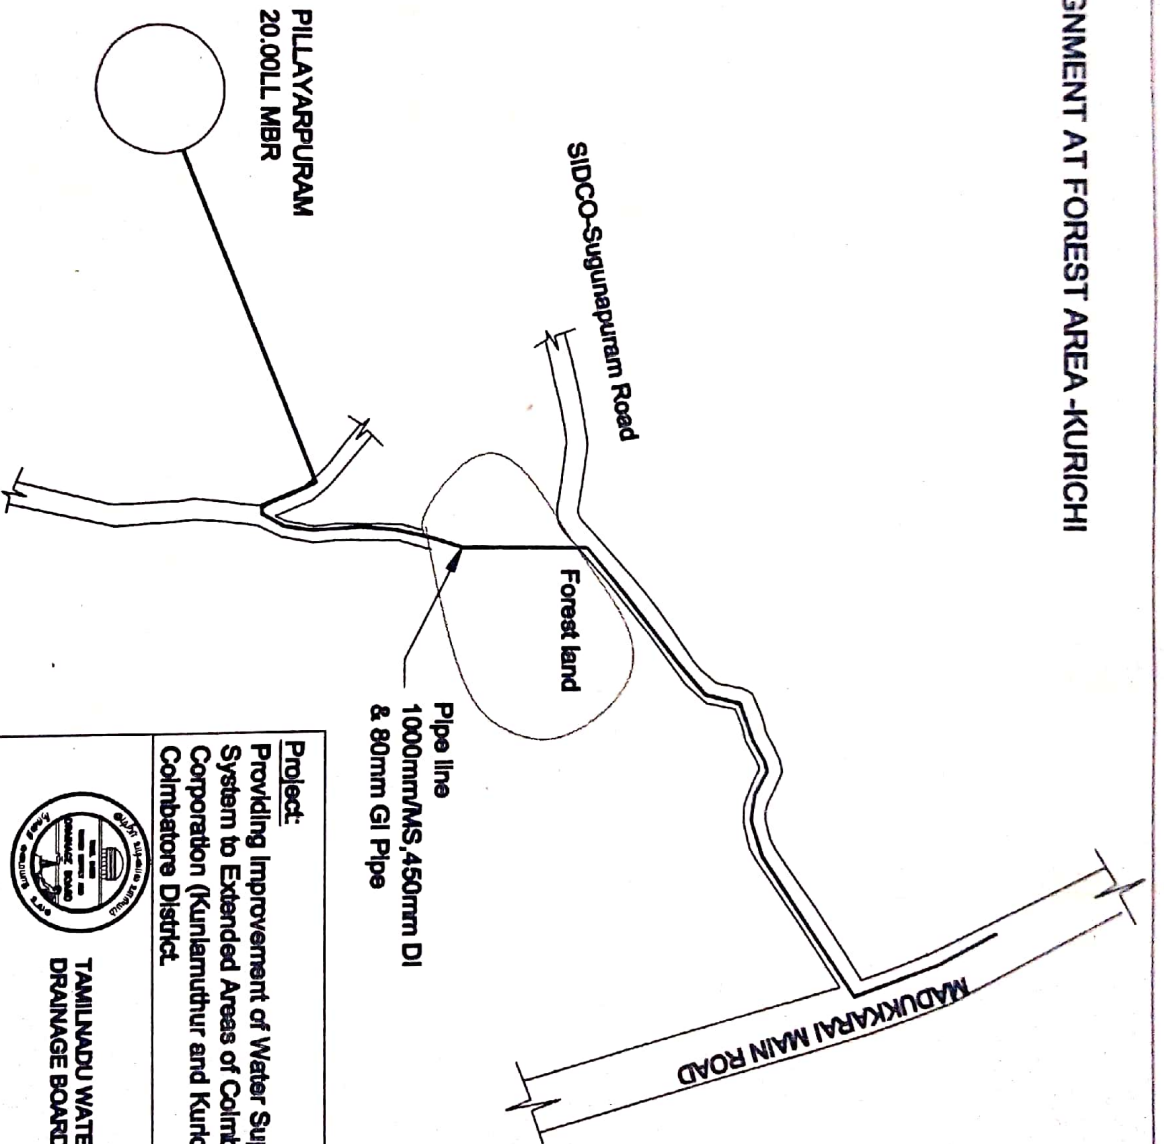 GNMENT AT FOREST AREA -KURICHI
SIDCO-Sugunapuram Road
PILLAYARPURAM
20.00LL MBR
Forest land
MADUKKARAI MAIN ROAD
Pipe line
1000mm/MS,450mm DI
& 80mm GI Pipe
Project:
Providing Improvement of Water Sup
System to Extended Areas of Coimb
Corporation (Kuniamuthur and Kuric
Coimbatore District.
TAMILNADU WATE
DRAINAGE BOARD